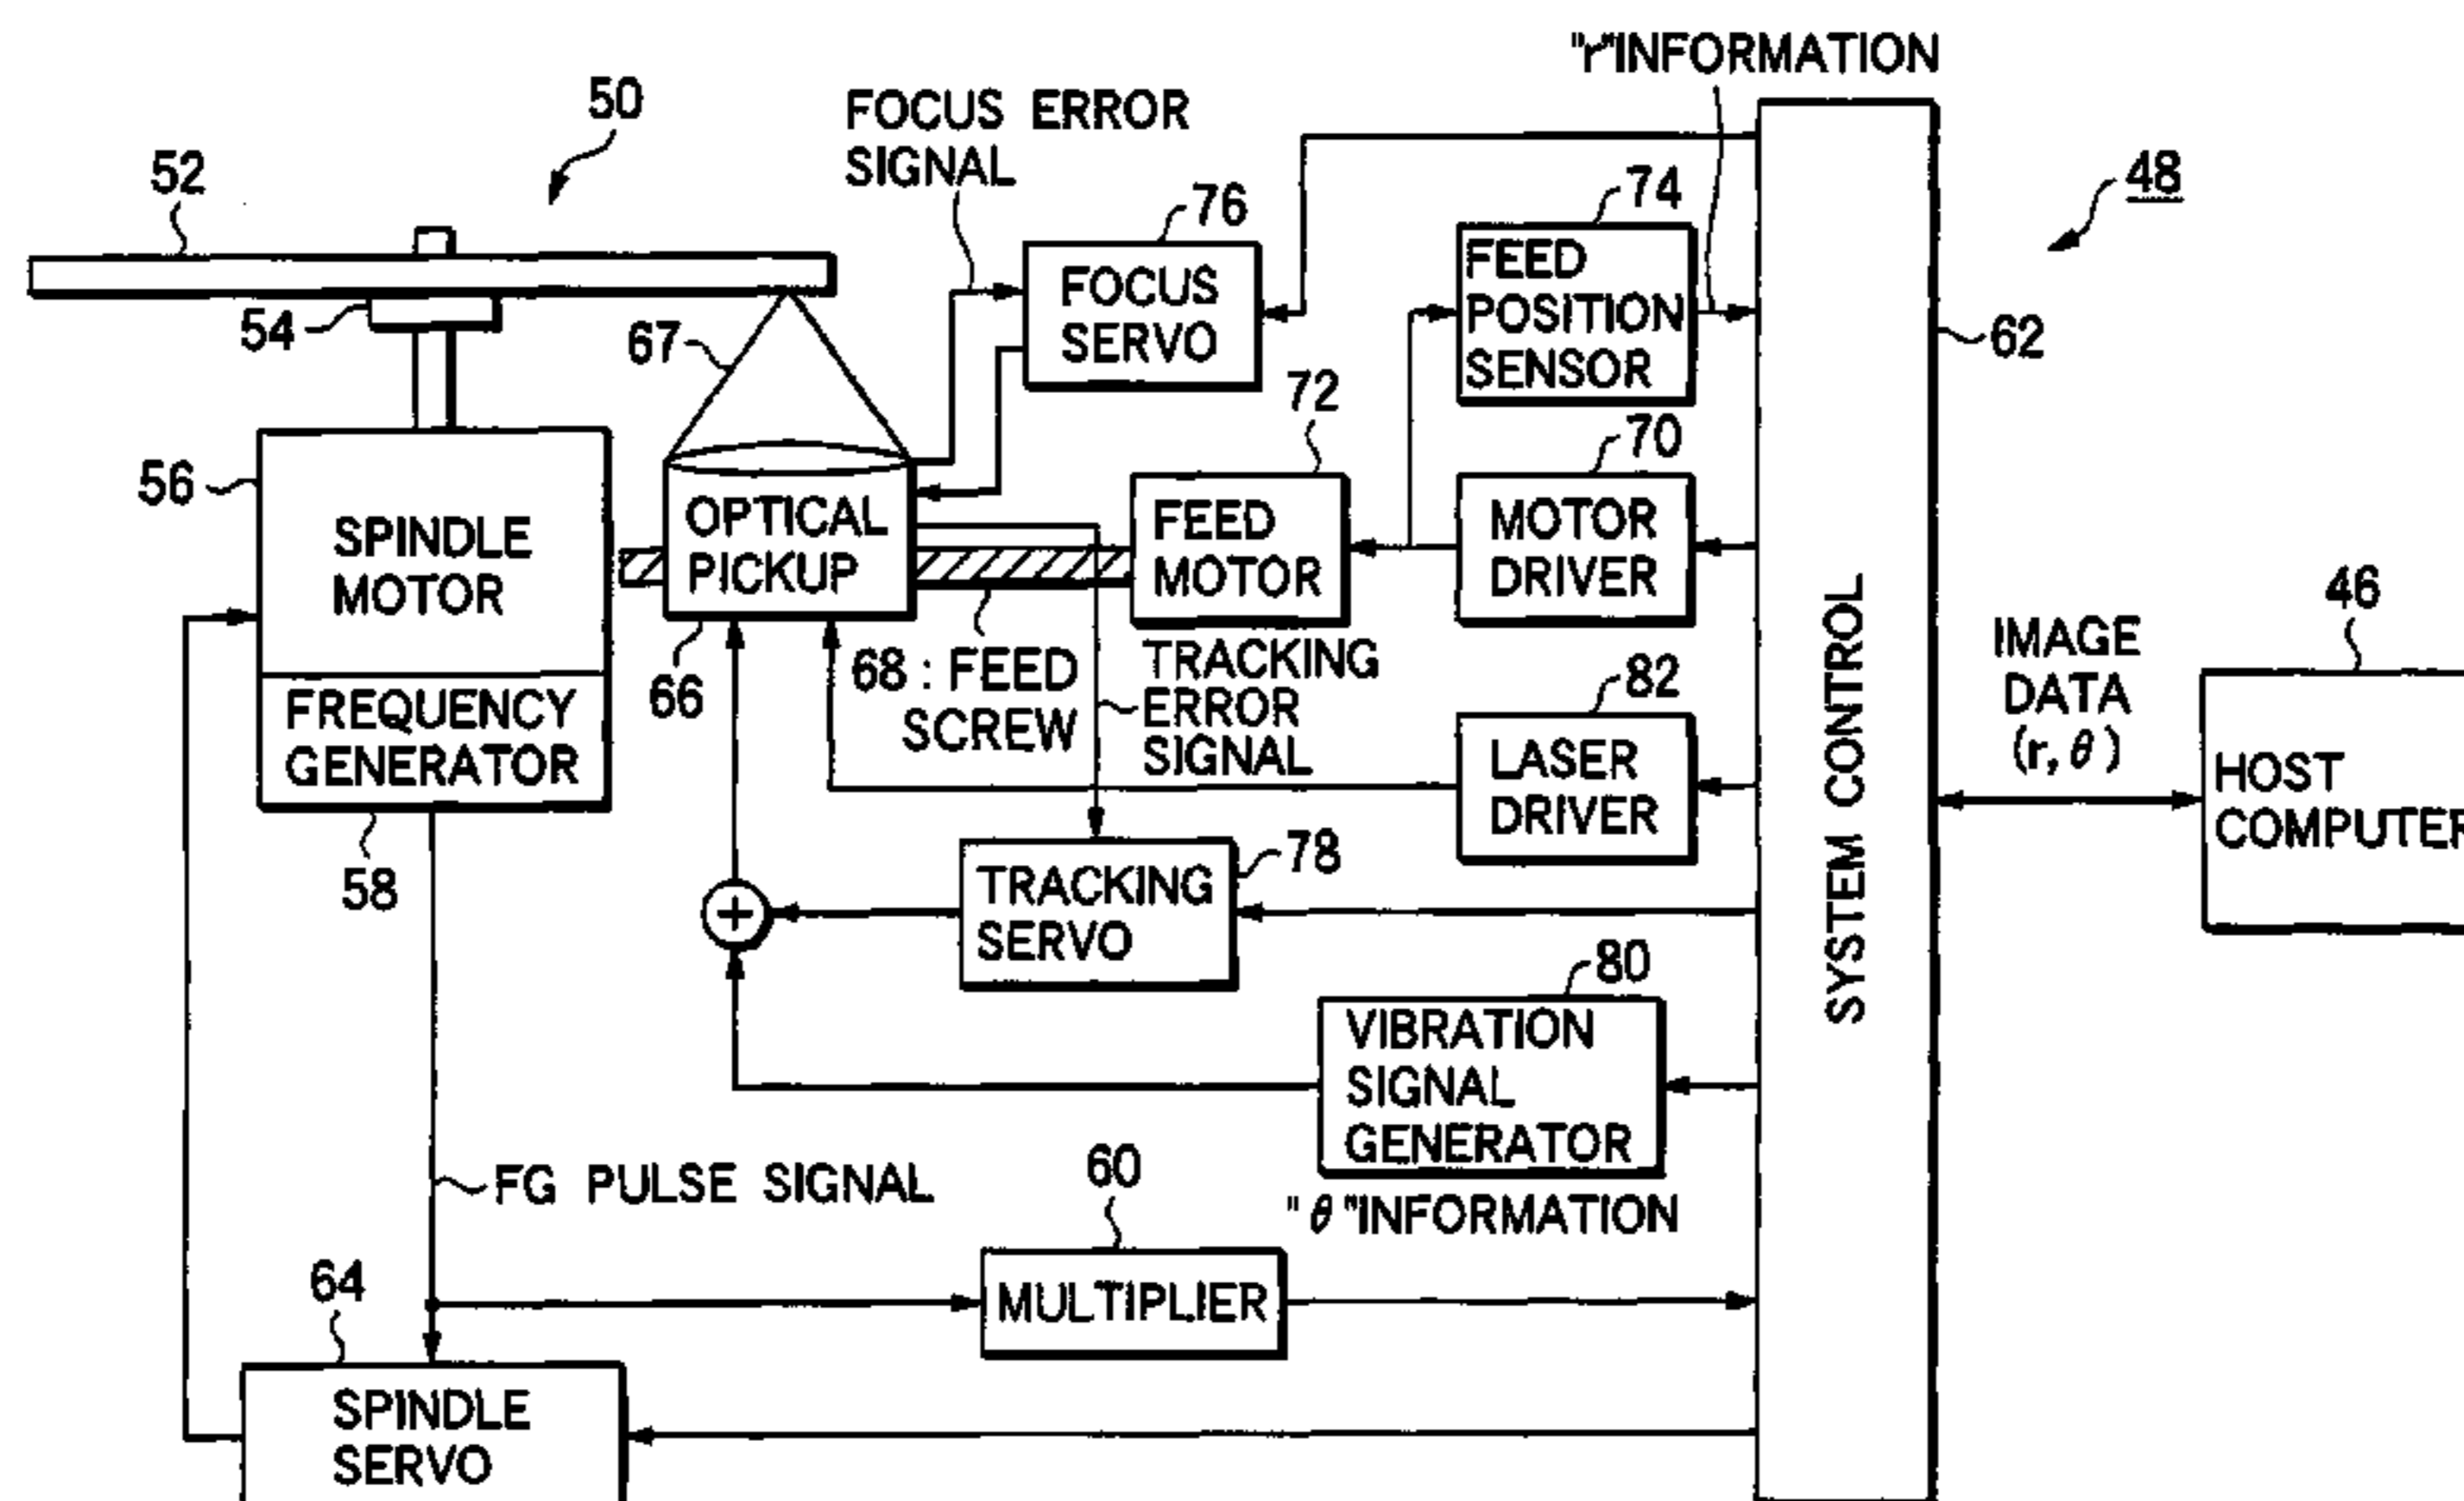 "r"INFORMATION
50
FOCUS ERROR
SIGNAL
52
74
48
76
FEED
POSITION
SENSOR
FOCUS
SERVO
54
67
62
72
70
56
OPTICAL
PICKUP
FEED
MOTOR
MOTOR
DRIVER
SPINDLE
MOTOR
46
IMAGE
DATA
(r, θ)
SYSTEM CONTROL
66
68 : FEED
SCREW
TRACKING
ERROR
SIGNAL
82
FREQUENCY
GENERATOR
LASER
DRIVER
HOST
COMPUTER
58
78
+
TRACKING
SERVO
80
VIBRATION
SIGNAL
GENERATOR
FG PULSE SIGNAL
60
"θ"INFORMATION
64
MULTIPLIER
SPINDLE
SERVO